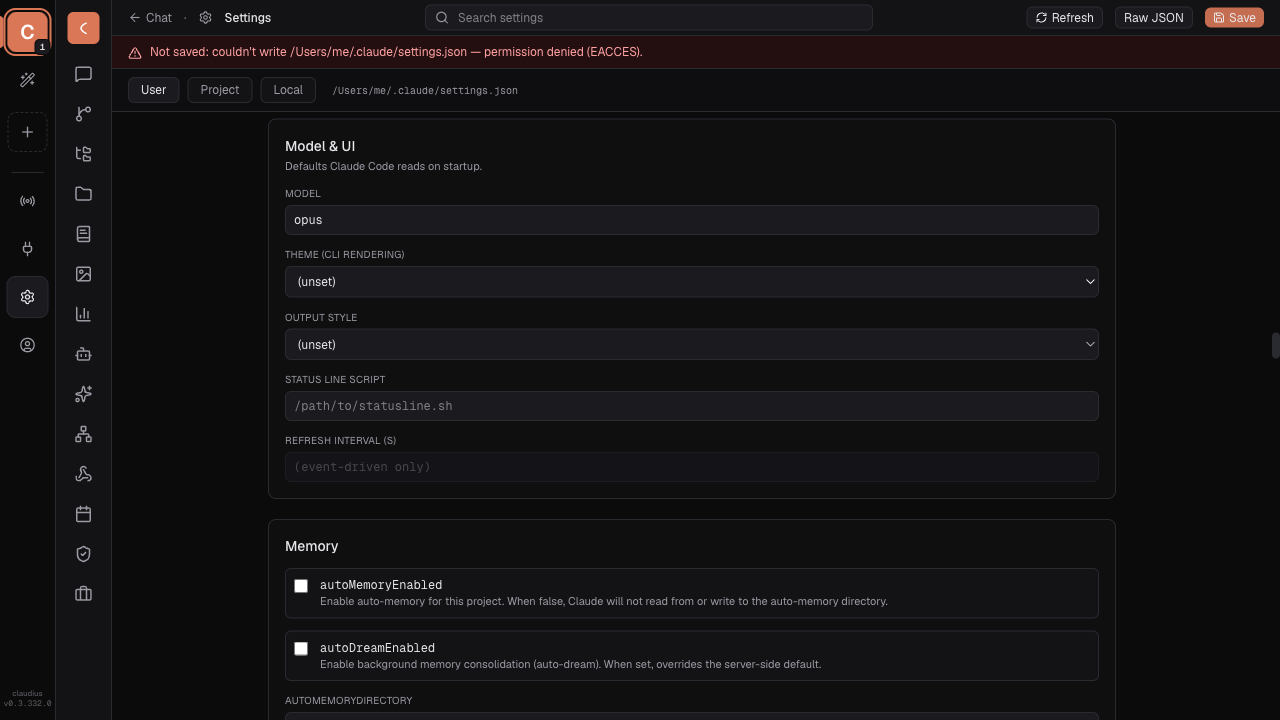 C
1
Chat
·
Settings
Search settings
Refresh
Raw JSON
Save
Not saved: couldn't write /Users/me/.claude/settings.json — permission denied (EACCES).
User
Project
Local
/Users/me/.claude/settings.json
Model & UI
Defaults Claude Code reads on startup.
MODEL
opus
THEME (CLI RENDERING)
(unset)
OUTPUT STYLE
(unset)
STATUS LINE SCRIPT
/path/to/statusline.sh
REFRESH INTERVAL (S)
(event-driven only)
Memory
autoMemoryEnabled
Enable auto-memory for this project. When false, Claude will not read from or write to the auto-memory directory.
autoDreamEnabled
Enable background memory consolidation (auto-dream). When set, overrides the server-side default.
AUTOMEMORYDIRECTORY
claudius
v0.3.332.0